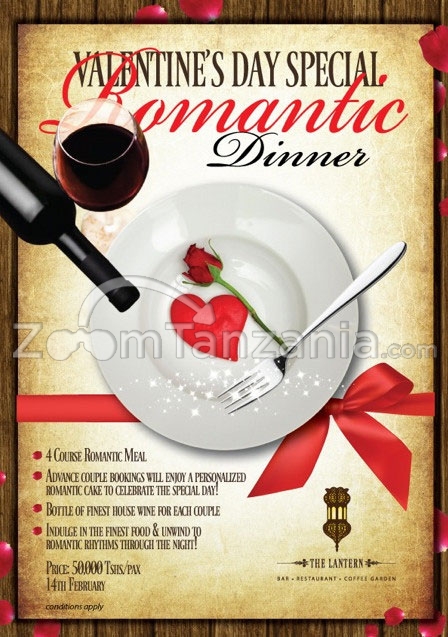 VALENTINE'S DAY SPECIAL
Romantic
Dinner
ZoomTanzania.com
4 COURSE ROMANTIC MEAL
ADVANCE COUPLE BOOKINGS WILL ENJOY A PERSONALIZED
ROMANTIC CAKE TO CELEBRATE THE SPECIAL DAY!
BOTTLE OF FINEST HOUSE WINE FOR EACH COUPLE
INDULGE IN THE FINEST FOOD & UNWIND TO
ROMANTIC RHYTHMS THROUGH THE NIGHT!
PRICE: 50,000 TSHS/PAX
14TH FEBRUARY
conditions apply
THE LANTERN
BAR • RESTAURANT • COFFEE GARDEN